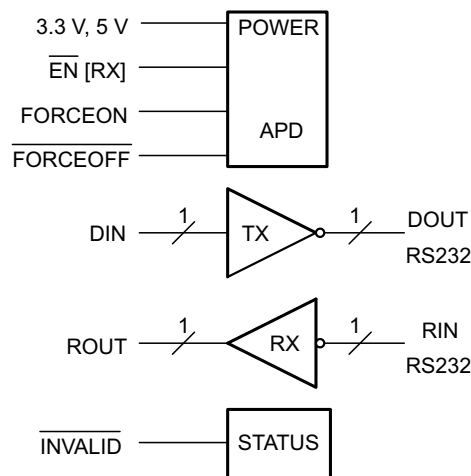 3.3 V, 5 V
POWER
EN [RX]
FORCEON
APD
FORCEOFF
DIN
1
TX
1
DOUT
RS232
ROUT
1
RX
1
RIN
RS232
INVALID
STATUS